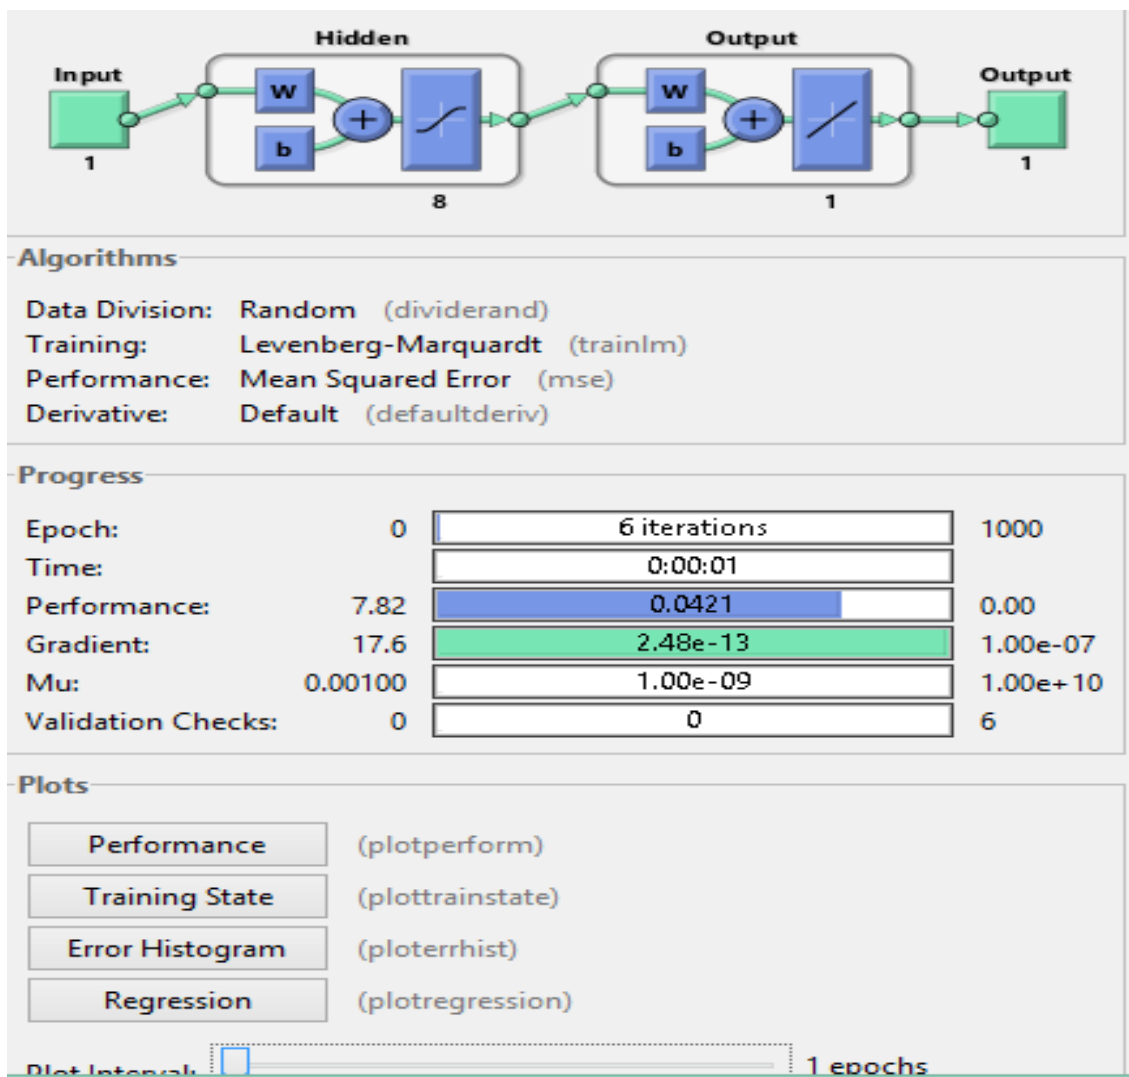 Hidden
Output
Input
W
b
+
W
b
+
Output
1
8
1
1
Algorithms
Data Division: Random (dividerand)
Training: Levenberg-Marquardt (trainlm)
Performance: Mean Squared Error (mse)
Derivative: Default (defaultderiv)
Progress
Epoch: 0 6 iterations 1000
Time: 0:00:01
Performance: 7.82 0.0421 0.00
Gradient: 17.6 2.48e-13 1.00e-07
Mu: 0.00100 1.00e-09 1.00e+10
Validation Checks: 0 0 6
Plots
Performance (plotperform)
Training State (plottrainstate)
Error Histogram (ploterrhist)
Regression (plotregression)
Plot Interval: 1 epochs